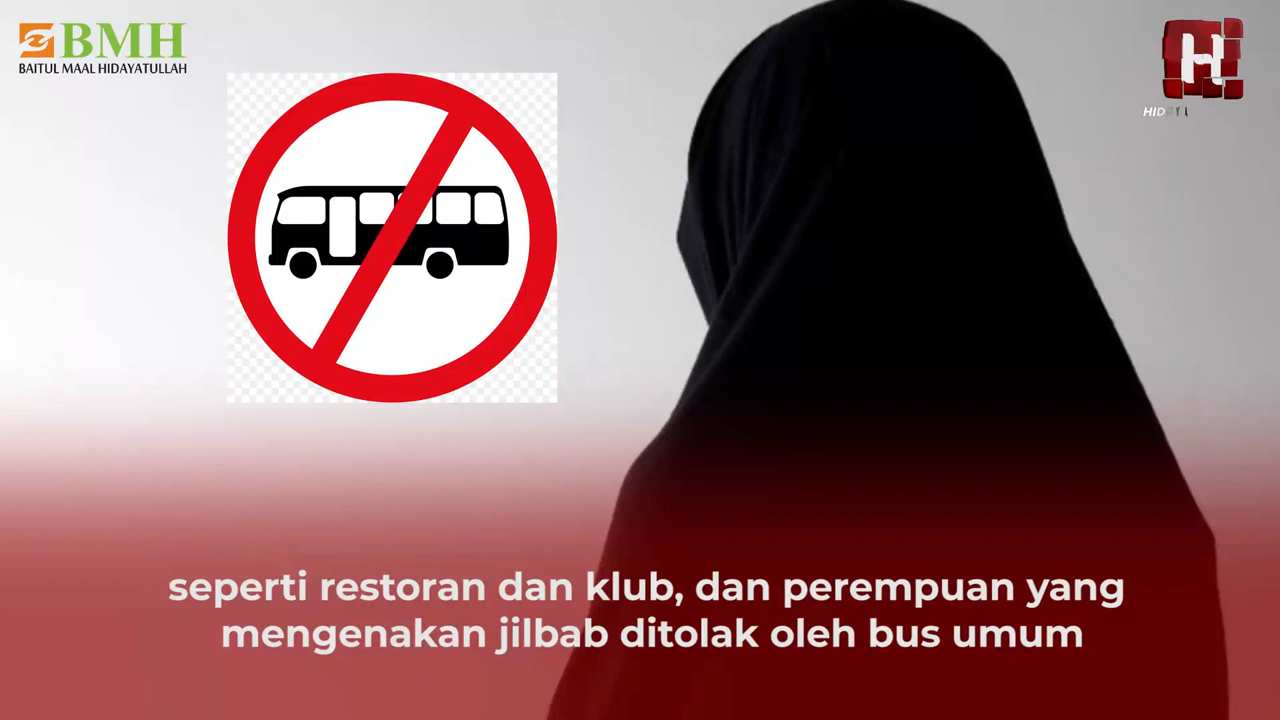 BMH
BAITUL MAAL HIDAYATULLAH
H
seperti restoran dan klub, dan perempuan yang
mengenakan jilbab ditolak oleh bus umum